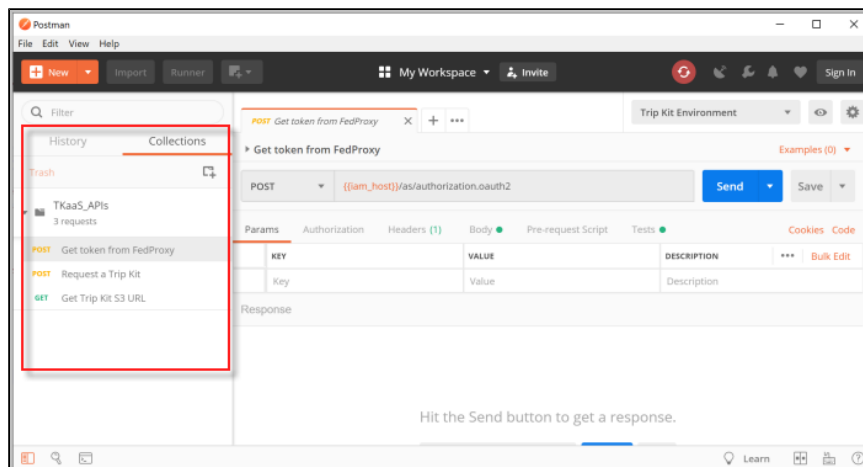 Postman
File Edit View Help
New Import Runner My Workspace Invite Sign In
Filter
History Collections
Trash
TKaaS_APIs
3 requests
POST Get token from FedProxy
POST Request a Trip Kit
GET Get Trip Kit S3 URL
POST Get token from FedProxy X + ••• Trip Kit Environment
Get token from FedProxy Examples (0)
POST {{iam_host}}/as/authorization.oauth2 Send Save
Params Authorization Headers (1) Body Pre-request Script Tests Cookies Code
KEY VALUE DESCRIPTION ••• Bulk Edit
Key Value Description
Response
Hit the Send button to get a response.
Learn